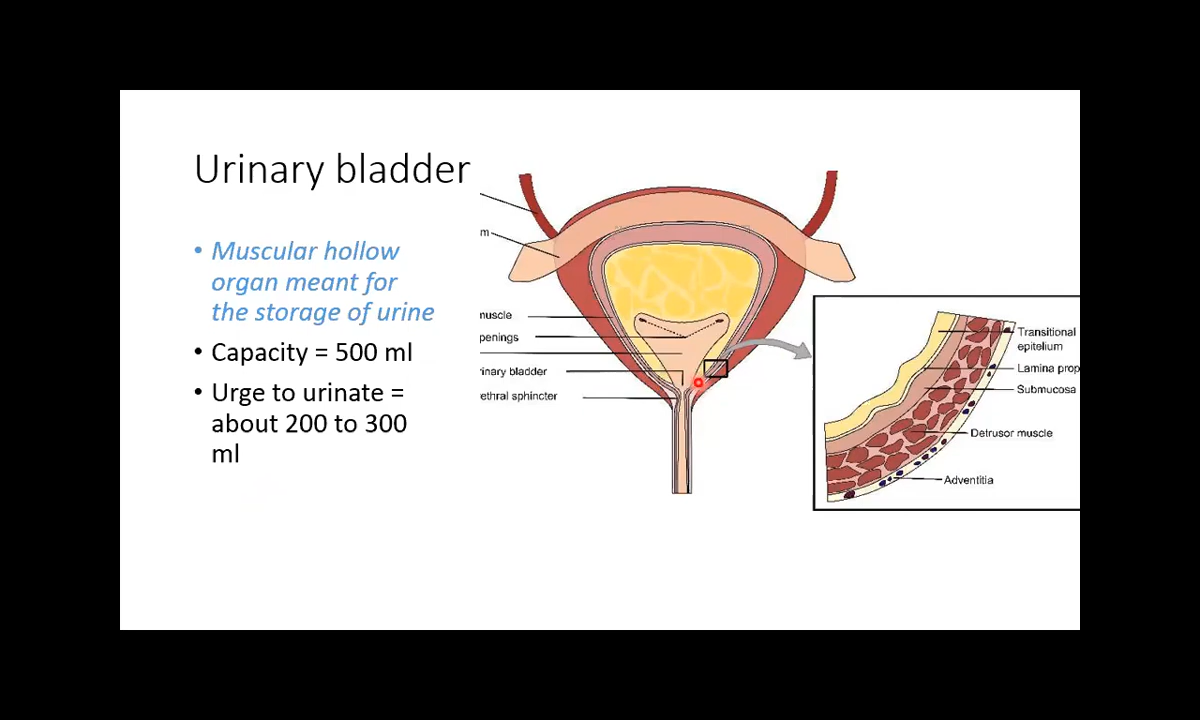 Urinary bladder
• Muscular hollow
organ meant for
the storage of urine
• Capacity = 500 ml
• Urge to urinate =
about 200 to 300
ml
m
nuscle
penings
rinary bladder
ethral sphincter
Transitional
epitelium
Lamina prop
Submucosa
Detrusor muscle
Adventitia